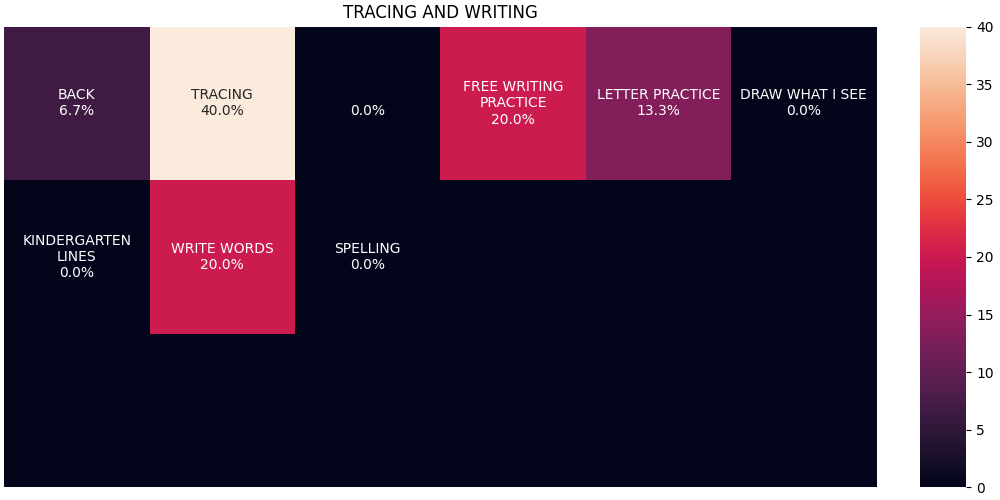 TRACING AND WRITING
BACK
6.7%
TRACING
40.0%
0.0%
FREE WRITING
PRACTICE
20.0%
LETTER PRACTICE
13.3%
DRAW WHAT I SEE
0.0%
KINDERGARTEN
LINES
0.0%
WRITE WORDS
20.0%
SPELLING
0.0%
40
35
30
25
20
15
10
5
0